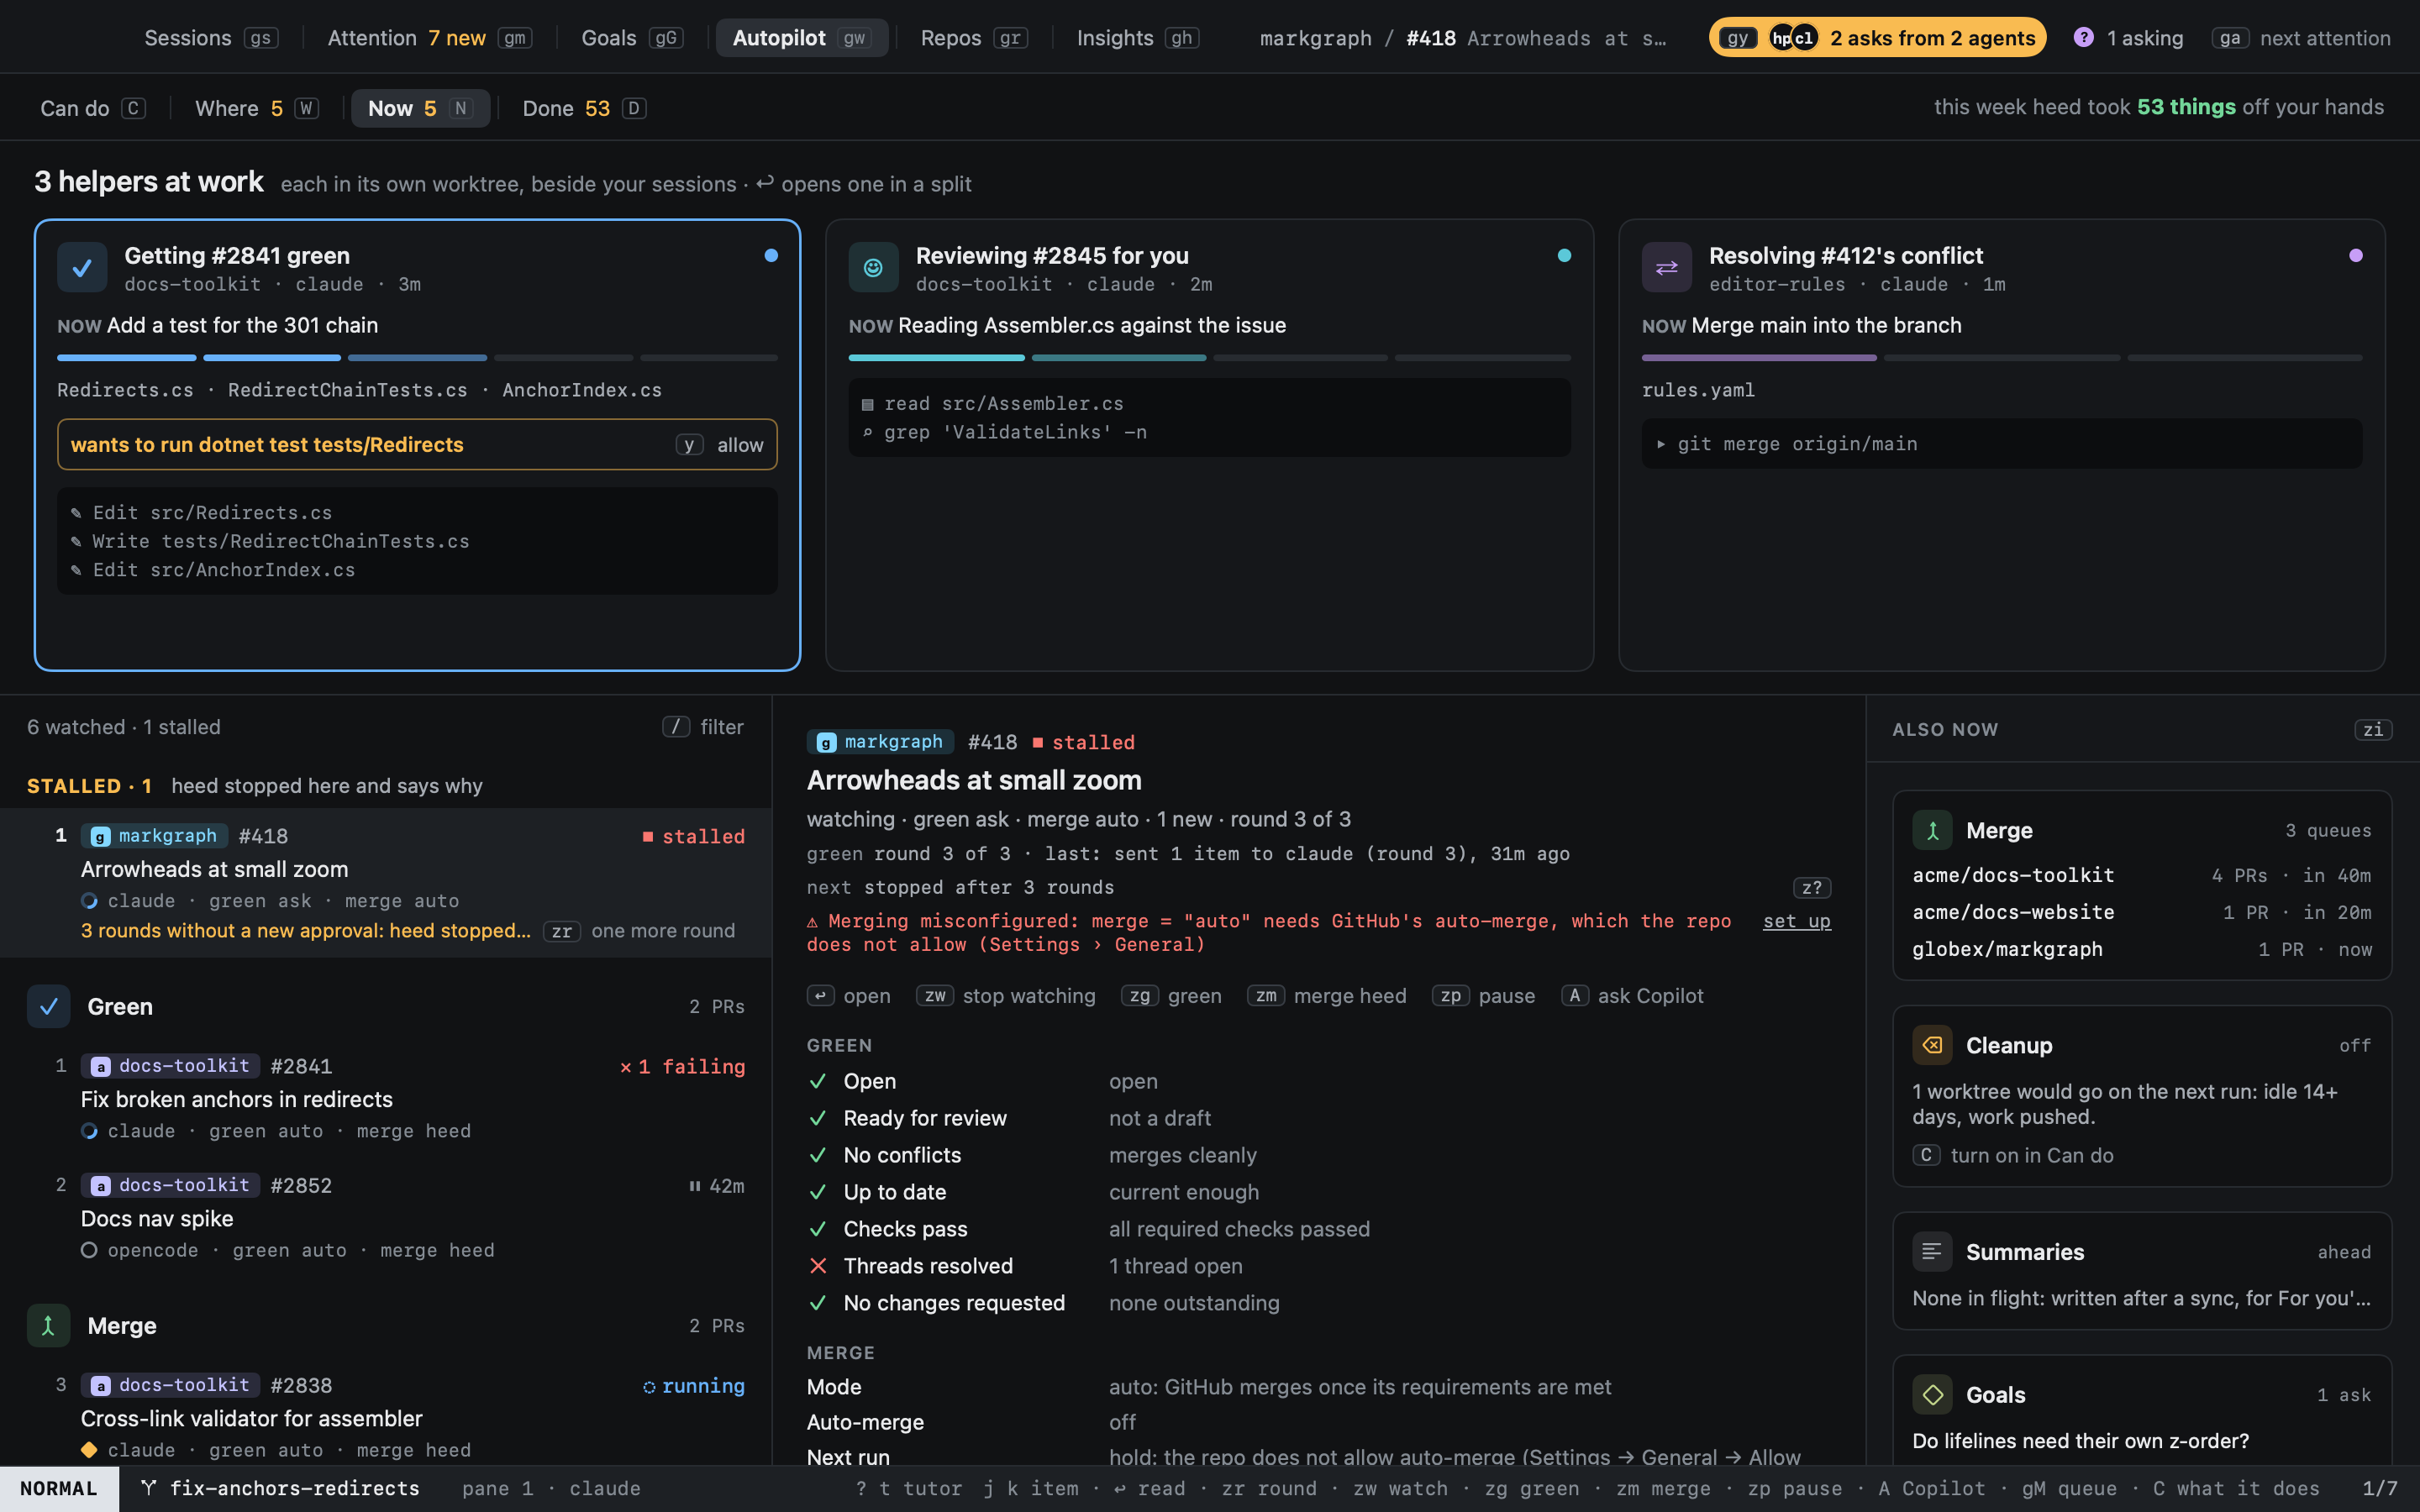 Sessions gs Attention 7 new gm Goals gG Autopilot gw Repos gr Insights gh markgraph / #418 Arrowheads at s… gy hp cl 2 asks from 2 agents ? 1 asking ga next attention
Can do C Where 5 W Now 5 N Done 53 D this week heed took 53 things off your hands
3 helpers at work each in its own worktree, beside your sessions · ↩ opens one in a split
Getting #2841 green
docs-toolkit · claude · 3m
NOW Add a test for the 301 chain
Redirects.cs · RedirectChainTests.cs · AnchorIndex.cs
wants to run dotnet test tests/Redirects y allow
✎ Edit src/Redirects.cs
✎ Write tests/RedirectChainTests.cs
✎ Edit src/AnchorIndex.cs
Reviewing #2845 for you
docs-toolkit · claude · 2m
NOW Reading Assembler.cs against the issue
read src/Assembler.cs
grep 'ValidateLinks' -n
Resolving #412's conflict
editor-rules · claude · 1m
NOW Merge main into the branch
rules.yaml
▸ git merge origin/main
6 watched · 1 stalled / filter
STALLED · 1 heed stopped here and says why
1 g markgraph #418 ■ stalled
Arrowheads at small zoom
claude · green ask · merge auto
3 rounds without a new approval: heed stopped… zr one more round
Green 2 PRs
1 a docs-toolkit #2841 × 1 failing
Fix broken anchors in redirects
claude · green auto · merge heed
2 a docs-toolkit #2852 42m
Docs nav spike
opencode · green auto · merge heed
Merge 2 PRs
3 a docs-toolkit #2838 running
Cross-link validator for assembler
claude · green auto · merge heed
g markgraph #418 ■ stalled
Arrowheads at small zoom
watching · green ask · merge auto · 1 new · round 3 of 3
green round 3 of 3 · last: sent 1 item to claude (round 3), 31m ago
next stopped after 3 rounds z?
⚠ Merging misconfigured: merge = "auto" needs GitHub's auto-merge, which the repo set up
does not allow (Settings › General)
↩ open zw stop watching zg green zm merge heed zp pause A ask Copilot
GREEN
✓ Open open
✓ Ready for review not a draft
✓ No conflicts merges cleanly
✓ Up to date current enough
✓ Checks pass all required checks passed
✕ Threads resolved 1 thread open
✓ No changes requested none outstanding
MERGE
Mode auto: GitHub merges once its requirements are met
Auto-merge off
Next run hold: the repo does not allow auto-merge (Settings → General → Allow
ALSO NOW zi
Merge 3 queues
acme/docs-toolkit 4 PRs · in 40m
acme/docs-website 1 PR · in 20m
globex/markgraph 1 PR · now
Cleanup off
1 worktree would go on the next run: idle 14+
days, work pushed.
C turn on in Can do
Summaries ahead
None in flight: written after a sync, for For you'…
Goals 1 ask
Do lifelines need their own z-order?
NORMAL fix-anchors-redirects pane 1 · claude ? t tutor j k item · ↩ read · zr round · zw watch · zg green · zm merge · zp pause · A Copilot · gM queue · C what it does 1/7